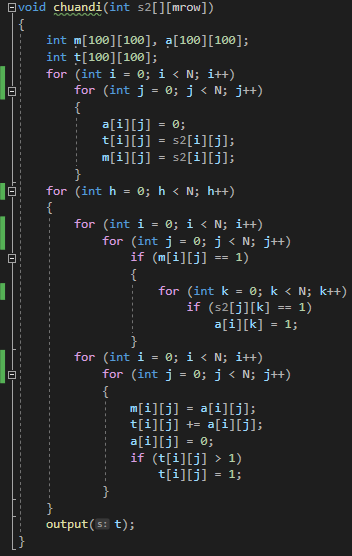 void chuandi(int s2[][mrow])
{
    int m[100][100], a[100][100];
    int t[100][100];
    for (int i = 0; i < N; i++)
        for (int j = 0; j < N; j++)
        {
            a[i][j] = 0;
            t[i][j] = s2[i][j];
            m[i][j] = s2[i][j];
        }
    for (int h = 0; h < N; h++)
    {
        for (int i = 0; i < N; i++)
            for (int j = 0; j < N; j++)
                if (m[i][j] == 1)
                {
                    for (int k = 0; k < N; k++)
                        if (s2[j][k] == 1)
                            a[i][k] = 1;
                }
        for (int i = 0; i < N; i++)
            for (int j = 0; j < N; j++)
            {
                m[i][j] = a[i][j];
                t[i][j] += a[i][j];
                a[i][j] = 0;
                if (t[i][j] > 1)
                    t[i][j] = 1;
            }
    }
    output(s: t);
}